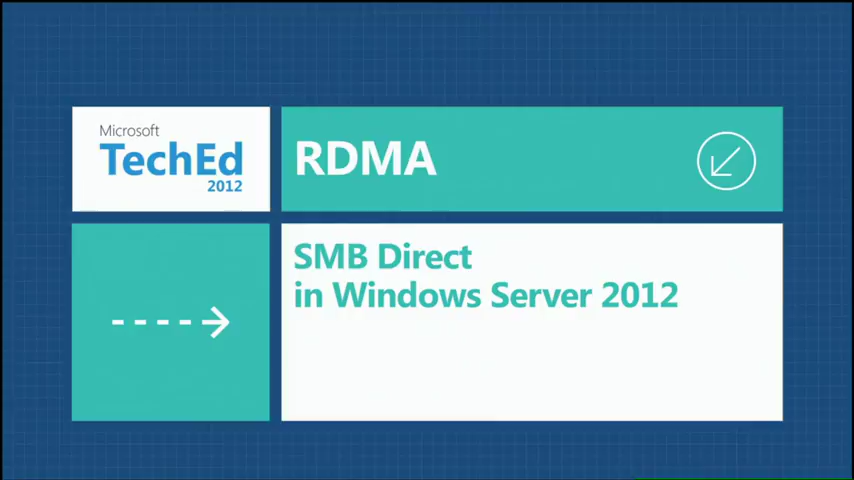 Microsoft
TechEd
2012
RDMA
SMB Direct
in Windows Server 2012